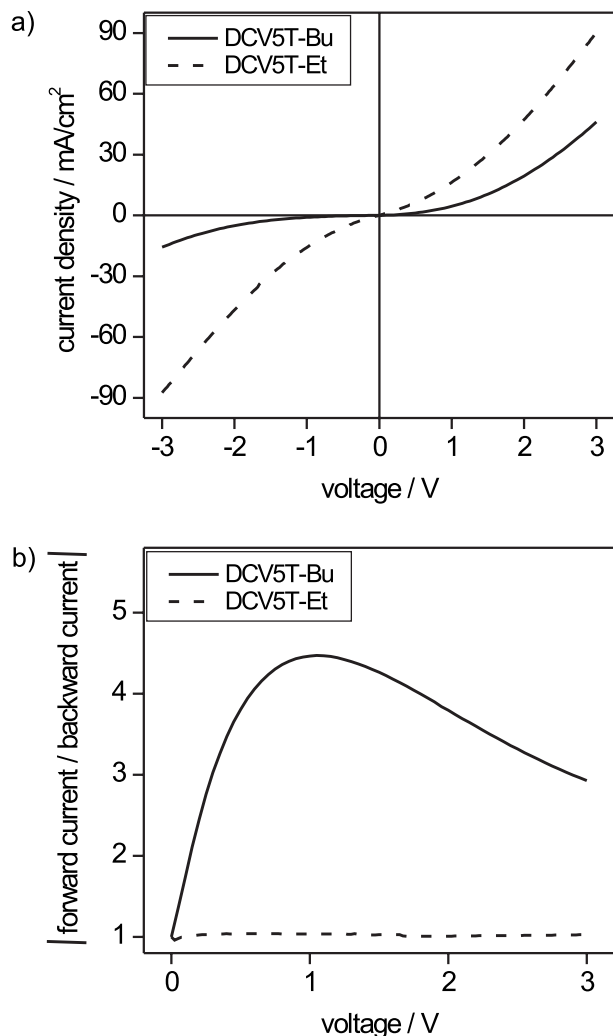 a)
DCV5T-Bu
DCV5T-Et
90
60
30
0
-30
-60
-90
current density / mA/cm²
-3 -2 -1 0 1 2 3
voltage / V
b)
DCV5T-Bu
DCV5T-Et
5
4
3
2
1
| forward current / backward current |
0 1 2 3
voltage / V